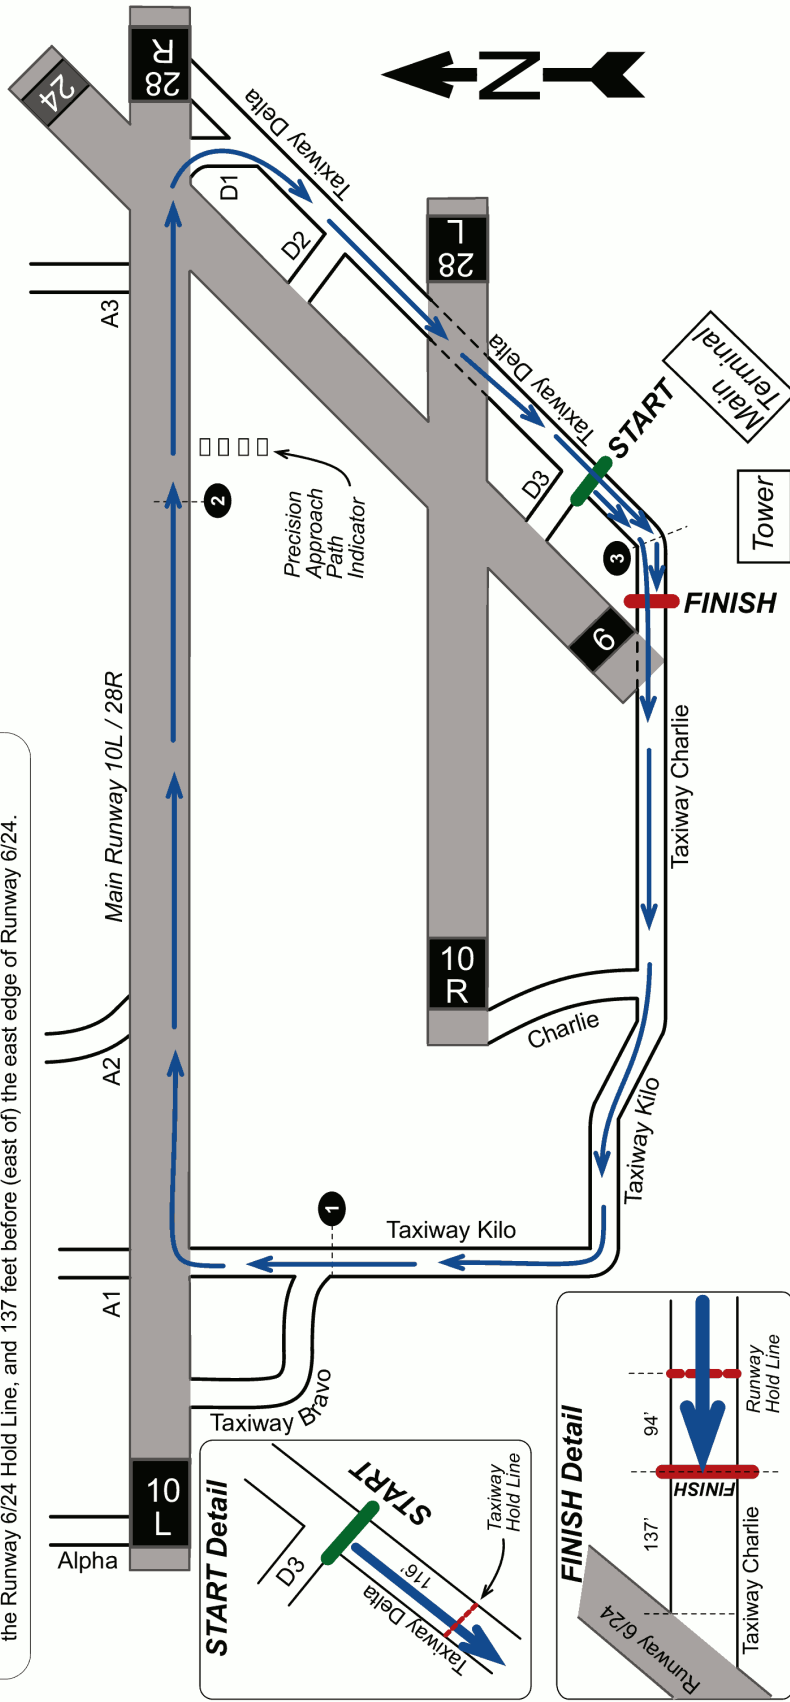 the Runway 6/24 Hold Line, and 137 feet before (east of) the east edge of Runway 6/24.
24
28
R
N
Taxiway Delta
D1
D2
A3
28
L
Taxiway Delta
D3
START
Main
Terminal
Tower
Precision
Approach
Path
Indicator
2
3
FINISH
6
Main Runway 10L / 28R
Taxiway Charlie
10
R
Charlie
A2
Taxiway Kilo
1
Taxiway Kilo
A1
Taxiway Bravo
10
L
Alpha
START Detail
START
D3
116'
Taxiway Delta
Taxiway
Hold Line
FINISH Detail
137'
94'
FINISH
Runway
Hold Line
Taxiway Charlie
Runway 6/24